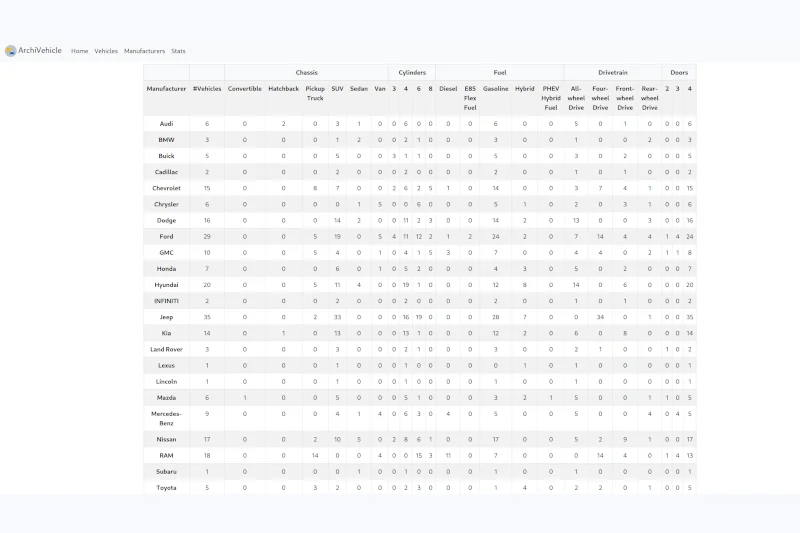 ArchiVehicle Home Vehicles Manufacturers Stats
Chassis Cylinders Fuel Drivetrain Doors
Manufacturer #Vehicles Convertible Hatchback Pickup Truck SUV Sedan Van 3 4 6 8 Diesel E85 Flex Fuel Gasoline Hybrid PHEV Hybrid Fuel All-wheel Drive Four-wheel Drive Front-wheel Drive Rear-wheel Drive 2 3 4
Audi 6 0 2 0 3 1 0 0 6 0 0 0 0 6 0 0 5 0 1 0 0 0 6
BMW 3 0 0 0 1 2 0 0 2 1 0 0 0 3 0 0 1 0 0 2 0 0 3
Buick 5 0 0 0 5 0 0 3 1 1 0 0 0 5 0 0 3 0 2 0 0 0 5
Cadillac 2 0 0 0 2 0 0 0 2 0 0 0 0 2 0 0 1 0 1 0 0 0 2
Chevrolet 15 0 0 8 7 0 0 2 6 2 5 1 0 14 0 0 3 7 4 1 0 0 15
Chrysler 6 0 0 0 0 1 5 0 0 6 0 0 0 5 1 0 2 0 3 1 0 0 6
Dodge 16 0 0 0 14 2 0 0 11 2 3 0 0 14 2 0 13 0 0 3 0 0 16
Ford 29 0 0 5 19 0 5 4 11 12 2 1 2 24 2 0 7 14 4 4 1 4 24
GMC 10 0 0 5 4 0 1 0 4 1 5 3 0 7 0 0 4 4 0 2 1 1 8
Honda 7 0 0 0 6 0 1 0 5 2 0 0 0 4 3 0 5 0 2 0 0 0 7
Hyundai 20 0 0 5 11 4 0 0 19 1 0 0 0 12 8 0 14 0 6 0 0 0 20
INFINITI 2 0 0 0 2 0 0 0 2 0 0 0 0 2 0 0 1 0 1 0 0 0 2
Jeep 35 0 0 2 33 0 0 0 16 19 0 0 0 28 7 0 0 34 0 1 0 0 35
Kia 14 0 1 0 13 0 0 0 13 1 0 0 0 12 2 0 6 0 8 0 0 0 14
Land Rover 3 0 0 0 3 0 0 0 2 1 0 0 0 3 0 0 2 1 0 0 1 0 2
Lexus 1 0 0 0 1 0 0 0 1 0 0 0 0 0 1 0 1 0 0 0 0 0 1
Lincoln 1 0 0 0 1 0 0 0 1 0 0 0 0 1 0 0 1 0 0 0 0 0 1
Mazda 6 1 0 0 5 0 0 0 5 1 0 0 0 3 2 1 5 0 0 1 1 0 5
Mercedes-Benz 9 0 0 0 4 1 4 0 6 3 0 4 0 5 0 0 5 0 0 4 0 4 5
Nissan 17 0 0 2 10 5 0 2 8 6 1 0 0 17 0 0 5 2 9 1 0 0 17
RAM 18 0 0 14 0 0 4 0 0 15 3 11 0 7 0 0 0 14 4 0 1 4 13
Subaru 1 0 0 0 0 1 0 0 1 0 0 0 0 1 0 0 1 0 0 0 0 0 1
Toyota 5 0 0 3 2 0 0 0 2 3 0 0 0 1 4 0 2 2 0 1 0 0 5